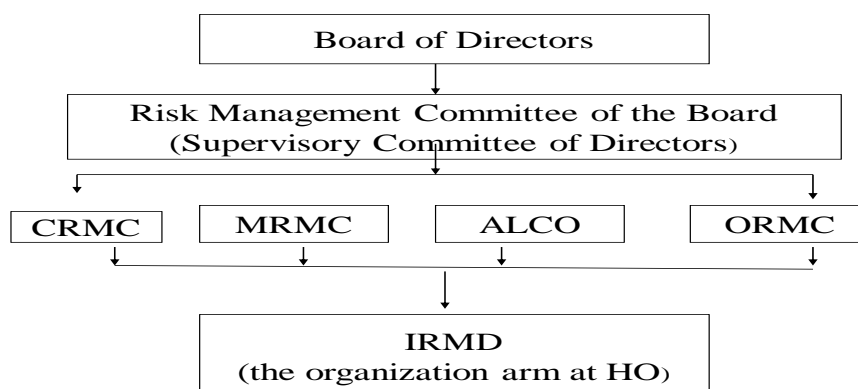 Board of Directors
Risk Management Committee of the Board
(Supervisory Committee of Directors)
CRMC MRMC ALCO ORMC
IRMD
(the organization arm at HO)